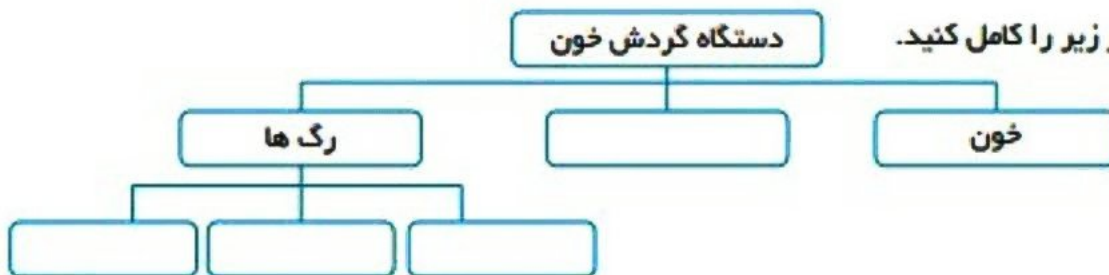 زیر را کامل کنید.
دستگاه گردش خون
خون
رگ ها